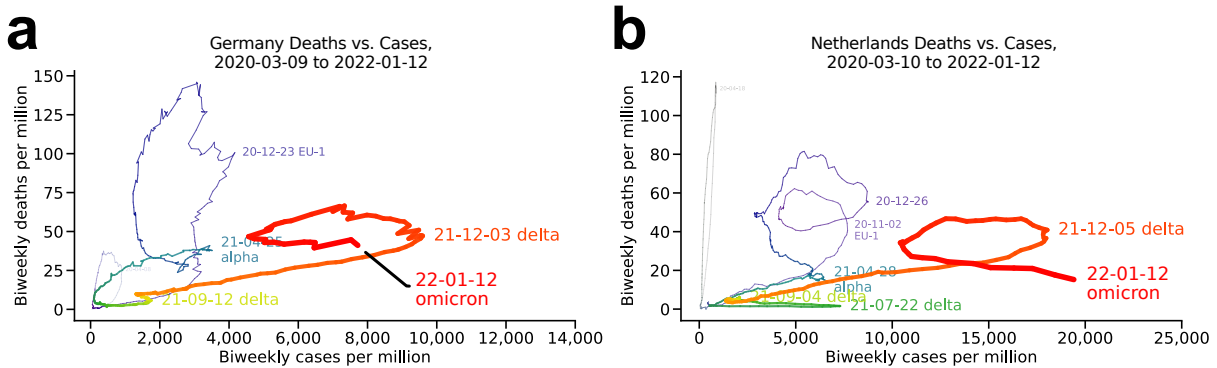 a
Germany Deaths vs. Cases,
2020-03-09 to 2022-01-12
Biweekly deaths per million
150
125
100
75
50
25
0
20-12-23 EU-1
21-12-03 delta
alpha
22-01-12
omicron
21-09-12 delta
0
2,000
4,000
6,000
8,000
10,000
12,000
14,000
Biweekly cases per million
b
Netherlands Deaths vs. Cases,
2020-03-10 to 2022-01-12
Biweekly deaths per million
120
100
80
60
40
20
0
20-12-26
20-11-02
EU-1
21-12-05 delta
21-04-28
alpha
22-01-12
omicron
21-09-04 delta
21-07-22 delta
0
5,000
10,000
15,000
20,000
25,000
Biweekly cases per million